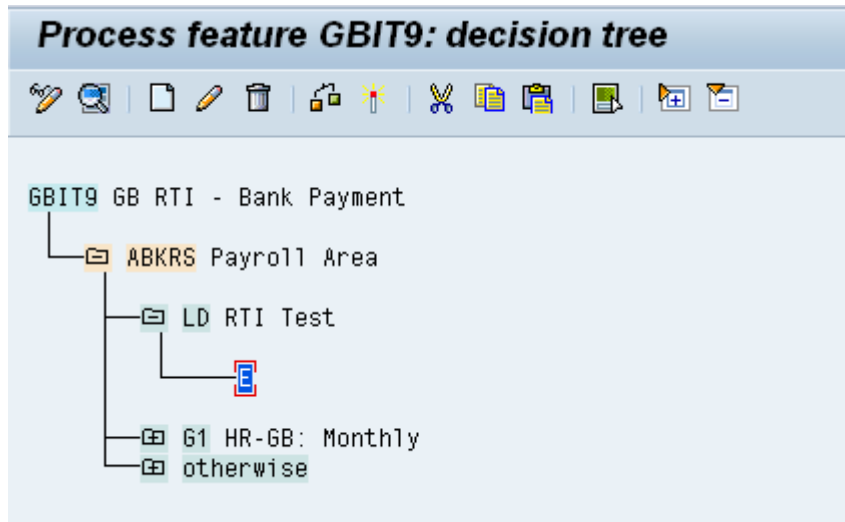 Process feature GBIT9: decision tree
GBIT9 GB RTI - Bank Payment
ABKRS Payroll Area
LD RTI Test
E
G1 HR-GB: Monthly
otherwise